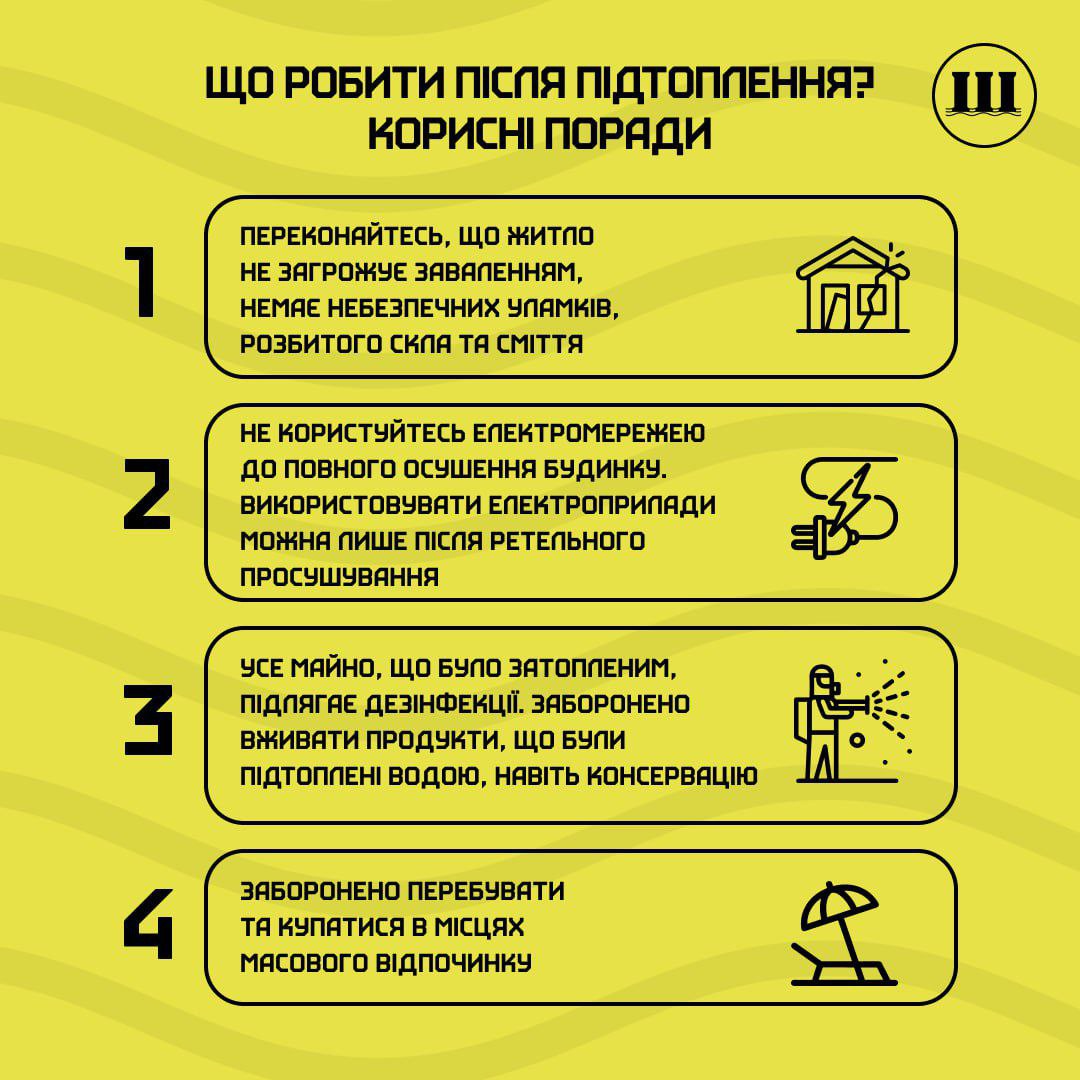 ЩО РОБИТИ ПІСЛЯ ПІДТОПЛЕННЯ?
КОРИСНІ ПОРАДИ
1
ПЕРЕКОНАЙТЕСЬ, ЩО ЖИТЛО
НЕ ЗАГРОЖУЄ ЗАВАЛЕННЯМ,
НЕМАЄ НЕБЕЗПЕЧНИХ УЛАМКІВ,
РОЗБИТОГО СКЛА ТА СМІТТЯ
2
НЕ КОРИСТУЙТЕСЬ ЕЛЕКТРОМЕРЕЖЕЮ
ДО ПОВНОГО ОСУШЕННЯ БУДИНКУ.
ВИКОРИСТОВУВАТИ ЕЛЕКТРОПРИЛАДИ
МОЖНА ЛИШЕ ПІСЛЯ РЕТЕЛЬНОГО
ПРОСУШУВАННЯ
3
УСЕ МАЙНО, ЩО БУЛО ЗАТОПЛЕНИМ,
ПІДЛЯГАЄ ДЕЗІНФЕКЦІЇ. ЗАБОРОНЕНО
ВЖИВАТИ ПРОДУКТИ, ЩО БУЛИ
ПІДТОПЛЕНІ ВОДОЮ, НАВІТЬ КОНСЕРВАЦІЮ
4
ЗАБОРОНЕНО ПЕРЕБУВАТИ
ТА КУПАТИСЯ В МІСЦЯХ
МАСОВОГО ВІДПОЧИНКУ